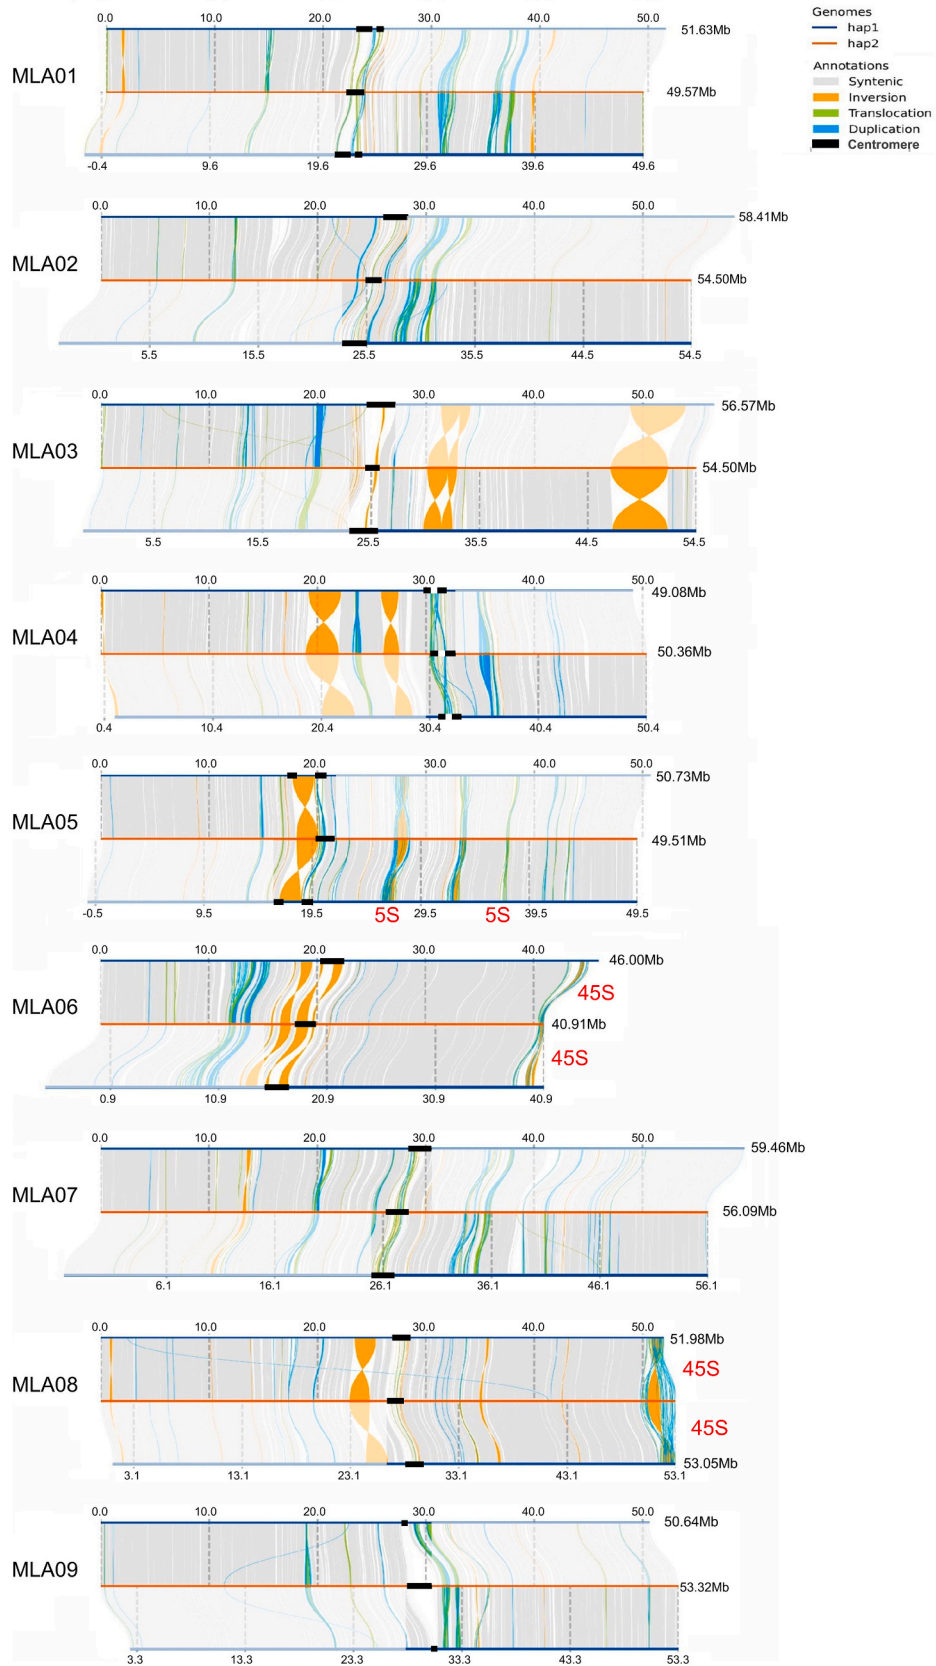 Genomes
hap1
hap2
Annotations
Syntenic
Inversion
Translocation
Duplication
Centromere
0.0 10.0 20.0 30.0 40.0 50.0
51.63Mb
MLA01
49.57Mb
-0.4 9.6 19.6 29.6 39.6 49.6
0.0 10.0 20.0 30.0 40.0 50.0
58.41Mb
MLA02
54.50Mb
5.5 15.5 25.5 35.5 44.5 54.5
0.0 10.0 20.0 30.0 40.0 50.0
56.57Mb
MLA03
54.50Mb
5.5 15.5 25.5 35.5 44.5 54.5
0.0 10.0 20.0 30.0 40.0 50.0
49.08Mb
MLA04
50.36Mb
0.4 10.4 20.4 30.4 40.4 50.4
0.0 10.0 20.0 30.0 40.0 50.0
50.73Mb
MLA05
49.51Mb
-0.5 9.5 19.5 29.5 39.5 49.5
5S 5S
0.0 10.0 20.0 30.0 40.0
46.00Mb
45S
MLA06
40.91Mb
45S
0.9 10.9 20.9 30.9 40.9
0.0 10.0 20.0 30.0 40.0 50.0
59.46Mb
MLA07
56.09Mb
6.1 16.1 26.1 36.1 46.1 56.1
0.0 10.0 20.0 30.0 40.0 50.0
51.98Mb
45S
MLA08
45S
53.05Mb
3.1 13.1 23.1 33.1 43.1 53.1
0.0 10.0 20.0 30.0 40.0 50.0
50.64Mb
MLA09
53.32Mb
3.3 13.3 23.3 33.3 43.3 53.3